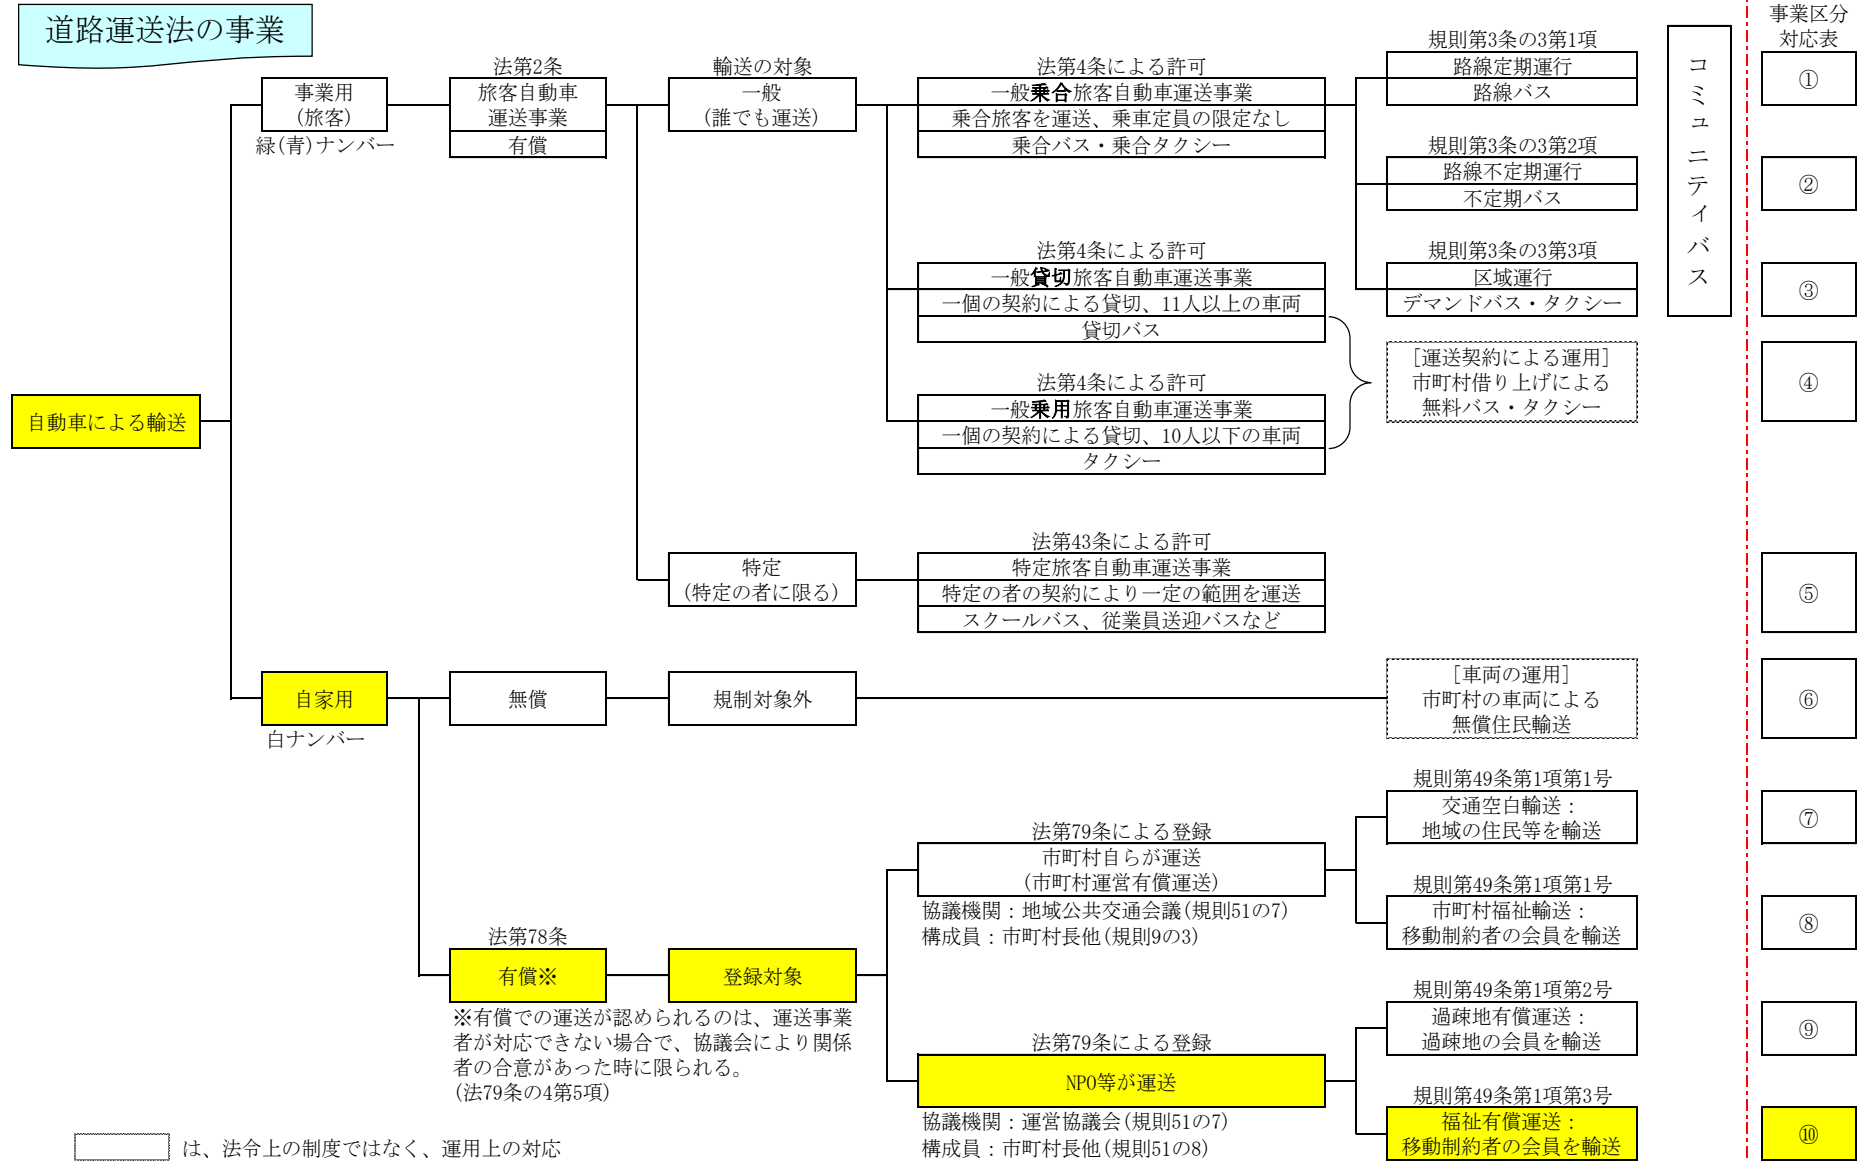 道路運送法の事業
事業区分
対応表
自動車による輸送
事業用
(旅客)
緑(青)ナンバー
法第2条
旅客自動車
運送事業
有償
輸送の対象
一般
(誰でも運送)
法第4条による許可
一般乗合旅客自動車運送事業
乗合旅客を運送、乗車定員の限定なし
乗合バス・乗合タクシー
規則第3条の3第1項
路線定期運行
路線バス
①
規則第3条の3第2項
路線不定期運行
不定期バス
②
規則第3条の3第3項
区域運行
デマンドバス・タクシー
③
コミュニティバス
法第4条による許可
一般貸切旅客自動車運送事業
一個の契約による貸切、11人以上の車両
貸切バス
法第4条による許可
一般乗用旅客自動車運送事業
一個の契約による貸切、10人以下の車両
タクシー
[運送契約による運用]
市町村借り上げによる
無料バス・タクシー
④
特定
(特定の者に限る)
法第43条による許可
特定旅客自動車運送事業
特定の者の契約により一定の範囲を運送
スクールバス、従業員送迎バスなど
⑤
自家用
白ナンバー
無償
規制対象外
[車両の運用]
市町村の車両による
無償住民輸送
⑥
法第78条
有償※
※有償での運送が認められるのは、運送事業
者が対応できない場合で、協議会により関係
者の合意があった時に限られる。
(法79条の4第5項)
登録対象
法第79条による登録
市町村自らが運送
(市町村運営有償運送)
協議機関：地域公共交通会議(規則51の7)
構成員：市町村長他(規則9の3)
規則第49条第1項第1号
交通空白輸送：
地域の住民等を輸送
⑦
規則第49条第1項第1号
市町村福祉輸送：
移動制約者の会員を輸送
⑧
法第79条による登録
NPO等が運送
協議機関：運営協議会(規則51の7)
構成員：市町村長他(規則51の8)
規則第49条第1項第2号
過疎地有償運送：
過疎地の会員を輸送
⑨
規則第49条第1項第3号
福祉有償運送：
移動制約者の会員を輸送
⑩
は、法令上の制度ではなく、運用上の対応